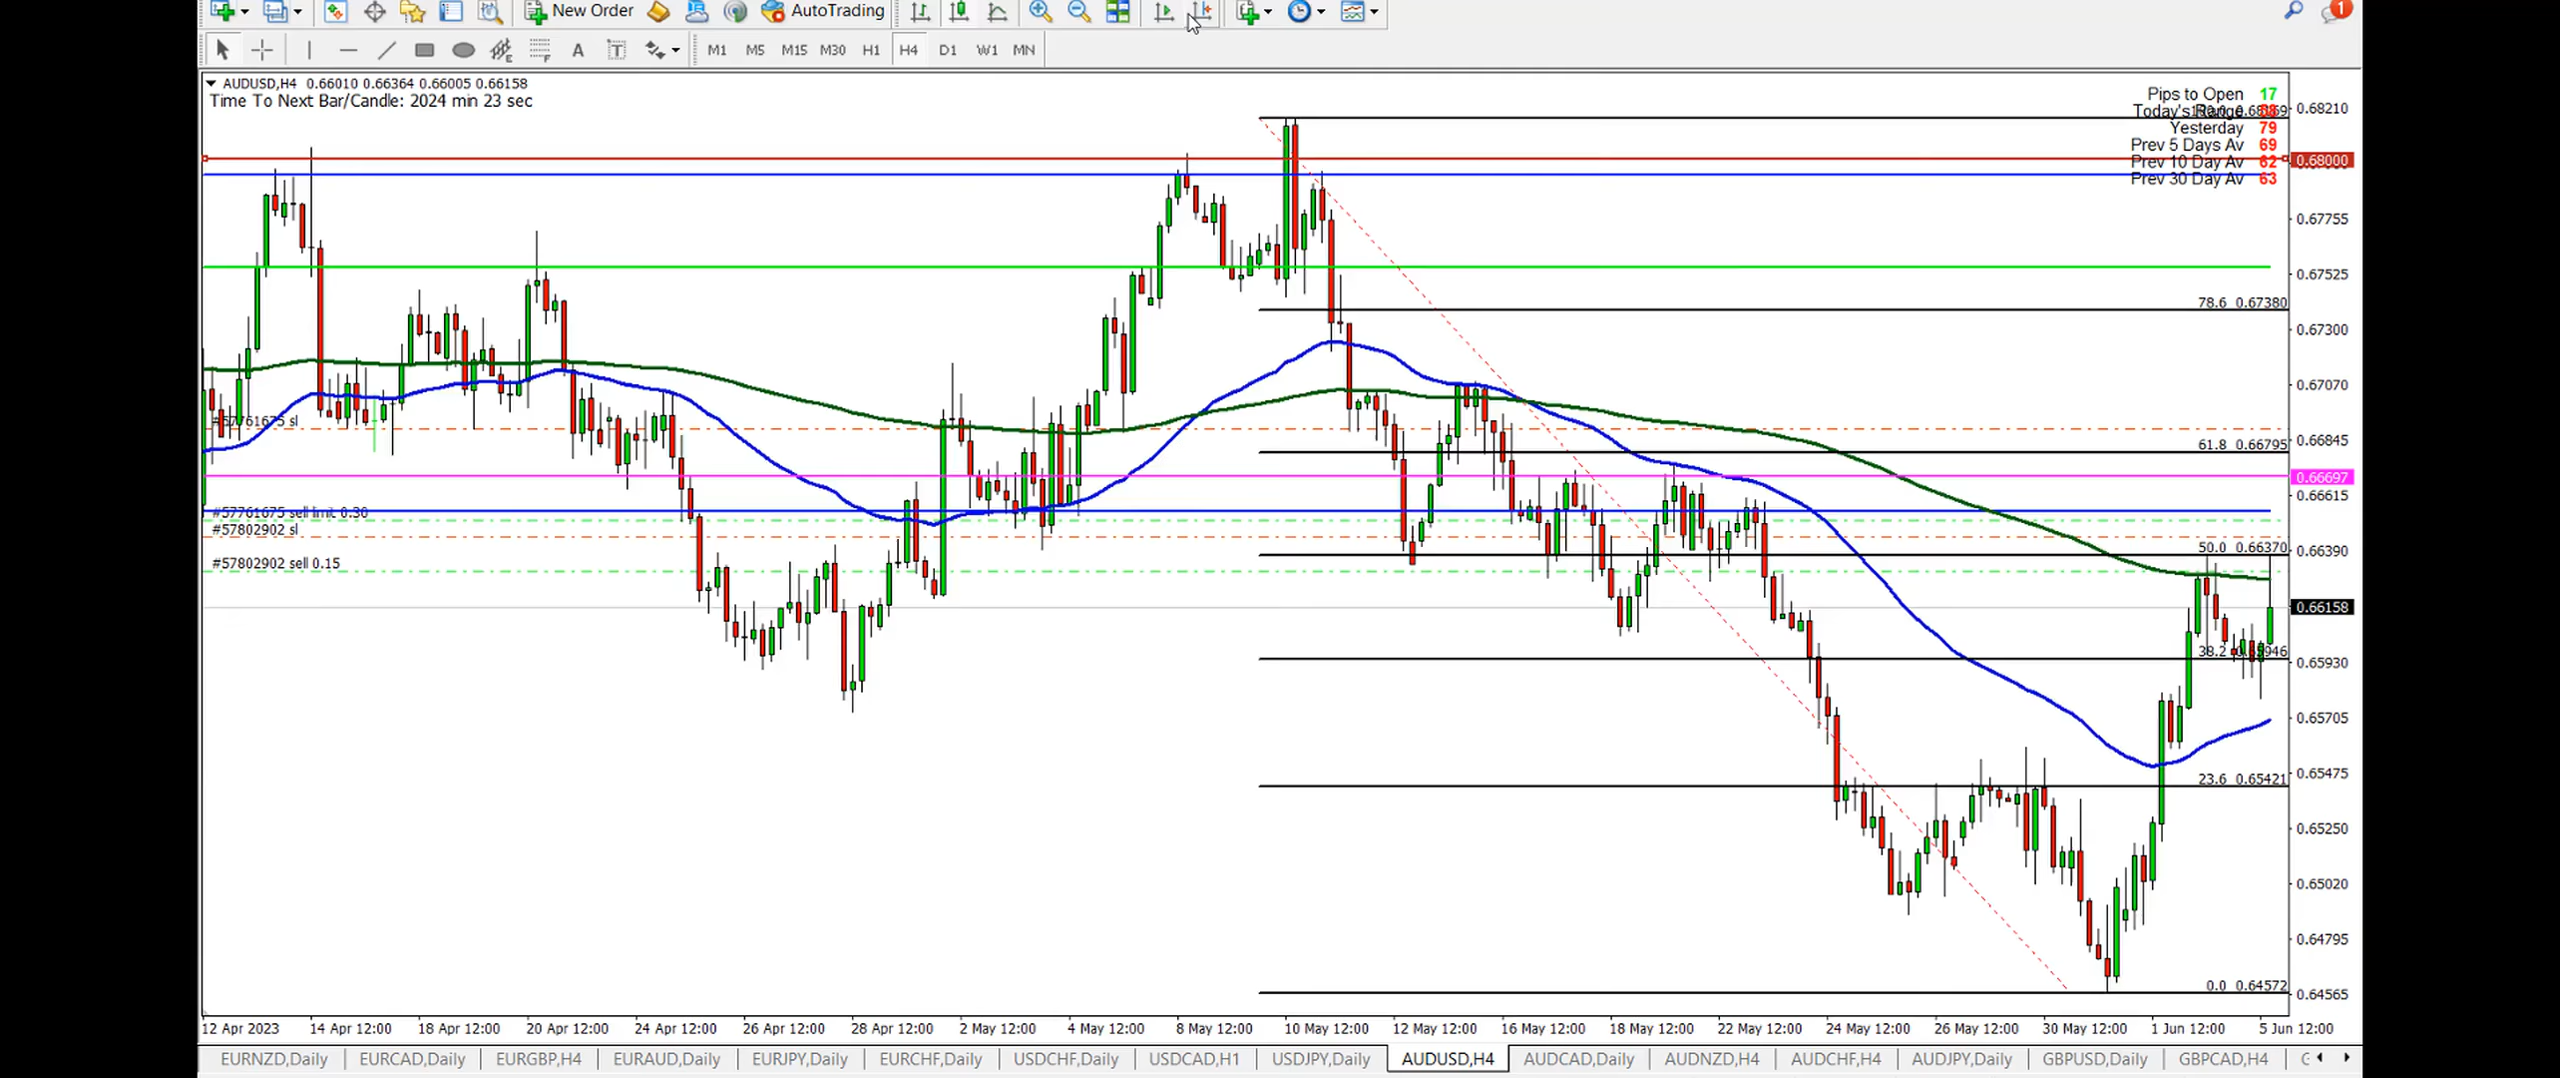 New Order AutoTrading
1
A T M1 M5 M15 M30 H1 H4 D1 W1 MN
AUDUSD,H4 0.66010 0.66364 0.66005 0.66158
Time To Next Bar/Candle: 2024 min 23 sec
Pips to Open 17
Today's Range
Yesterday 79
Prev 5 Days Av 69
Prev 10 Day Av 62
Prev 30 Day Av 63
0.68210
0.68000
0.67755
0.67525
78.6 0.67380
0.67300
0.67070
#57761675 sl
61.8 0.66795
0.66845
0.66697
0.66615
#57761675 sell limit 0.30
#57802902 sl
50.0 0.66370
0.66390
#57802902 sell 0.15
0.66158
38.2 0.65946
0.65930
0.65705
23.6 0.65421
0.65475
0.65250
0.65020
0.64795
0.0 0.64572
0.64565
12 Apr 2023 14 Apr 12:00 18 Apr 12:00 20 Apr 12:00 24 Apr 12:00 26 Apr 12:00 28 Apr 12:00 2 May 12:00 4 May 12:00 8 May 12:00 10 May 12:00 12 May 12:00 16 May 12:00 18 May 12:00 22 May 12:00 24 May 12:00 26 May 12:00 30 May 12:00 1 Jun 12:00 5 Jun 12:00
EURNZD,Daily EURCAD,Daily EURGBP,H4 EURAUD,Daily EURJPY,Daily EURCHF,Daily USDCHF,Daily USDCAD,H1 USDJPY,Daily AUDUSD,H4 AUDCAD,Daily AUDNZD,H4 AUDCHF,H4 AUDJPY,Daily GBPUSD,Daily GBPCAD,H4